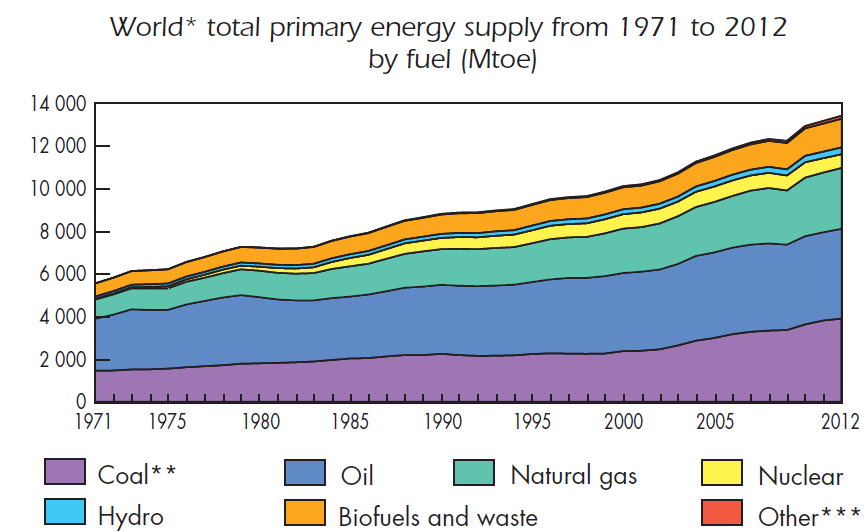 World* total primary energy supply from 1971 to 2012
by fuel (Mtoe)
14 000
12 000
10 000
8 000
6 000
4 000
2 000
0
1971 1975 1980 1985 1990 1995 2000 2005 2012
Coal** Oil Natural gas Nuclear
Hydro Biofuels and waste Other***